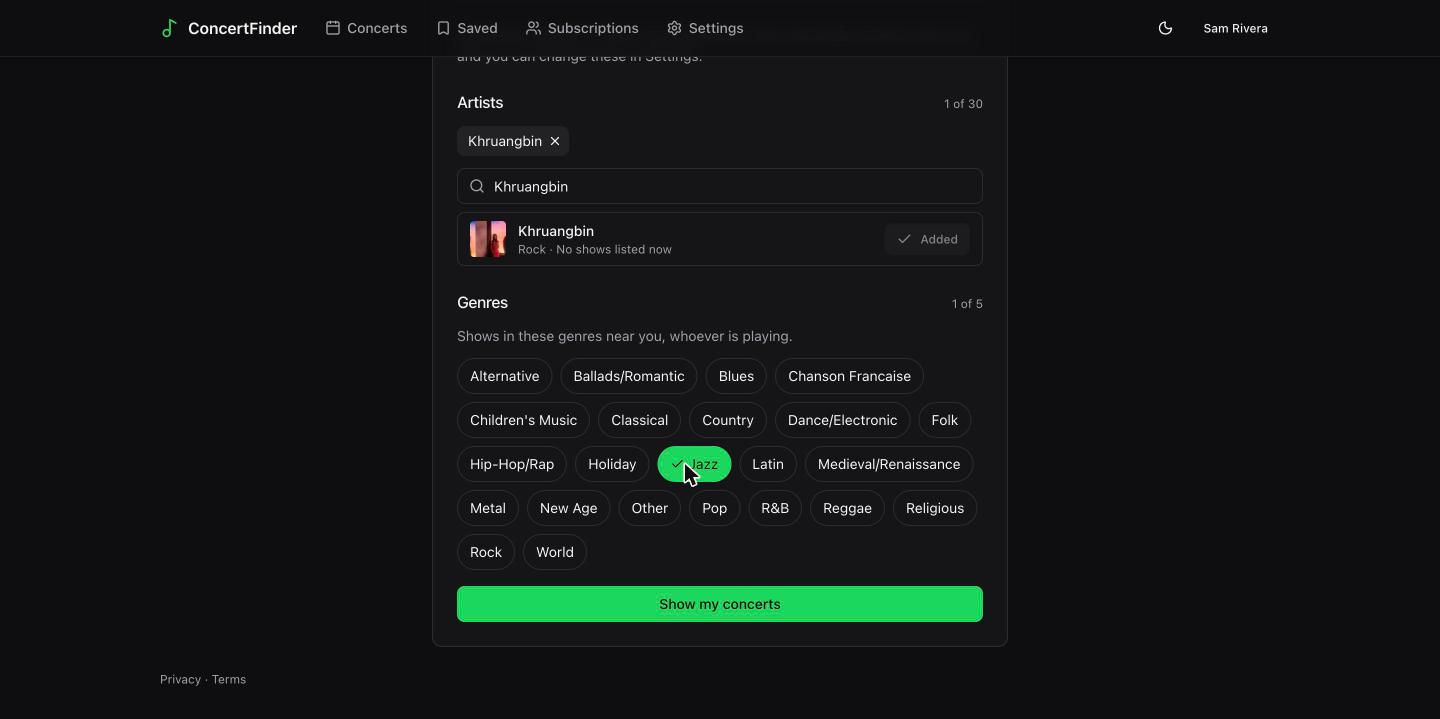 ConcertFinder Concerts Saved Subscriptions Settings Sam Rivera
and you can change these in Settings.
Artists 1 of 30
Khruangbin
Khruangbin
Khruangbin
Rock · No shows listed now
Added
Genres 1 of 5
Shows in these genres near you, whoever is playing.
Alternative Ballads/Romantic Blues Chanson Francaise
Children's Music Classical Country Dance/Electronic Folk
Hip-Hop/Rap Holiday Jazz Latin Medieval/Renaissance
Metal New Age Other Pop R&B Reggae Religious
Rock World
Show my concerts
Privacy · Terms